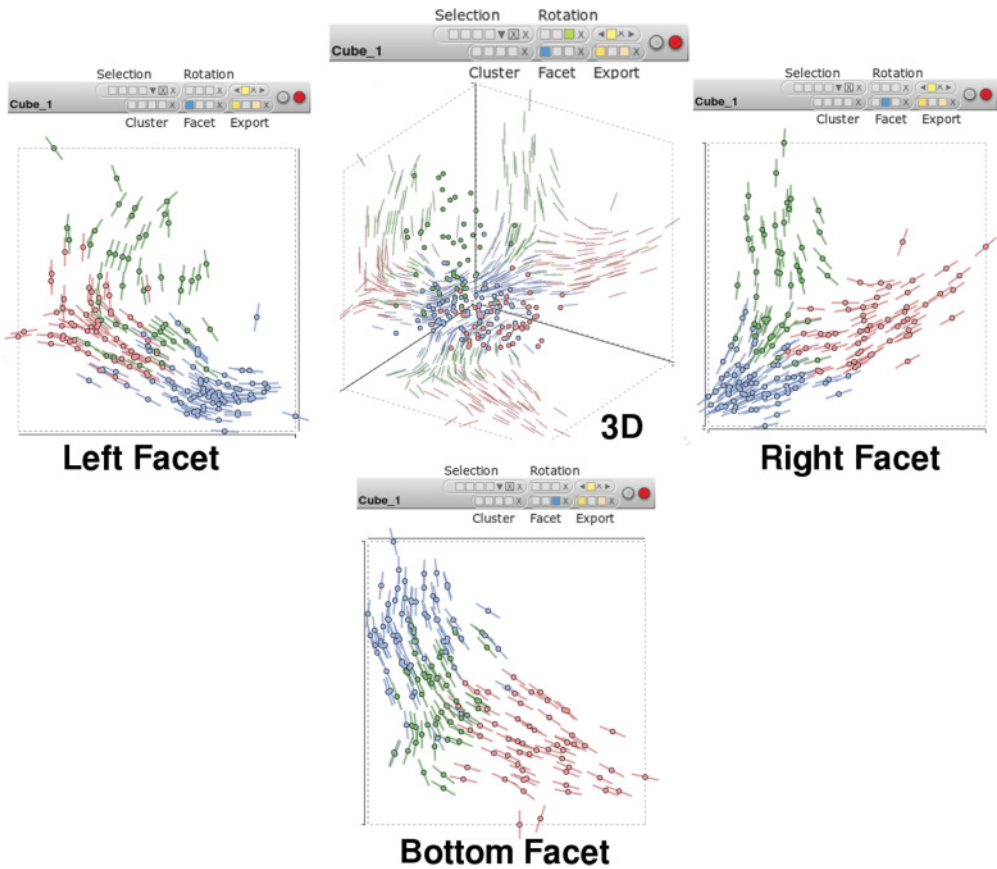 Selection Rotation
Cube_1
X X X X
X X X
Cluster Facet Export
Selection Rotation
Cube_1
X X X X
X X X
Cluster Facet Export
Selection Rotation
Cube_1
X X X X
X X X
Cluster Facet Export
Left Facet
3D
Right Facet
Selection Rotation
Cube_1
X X X X
X X X
Cluster Facet Export
Bottom Facet